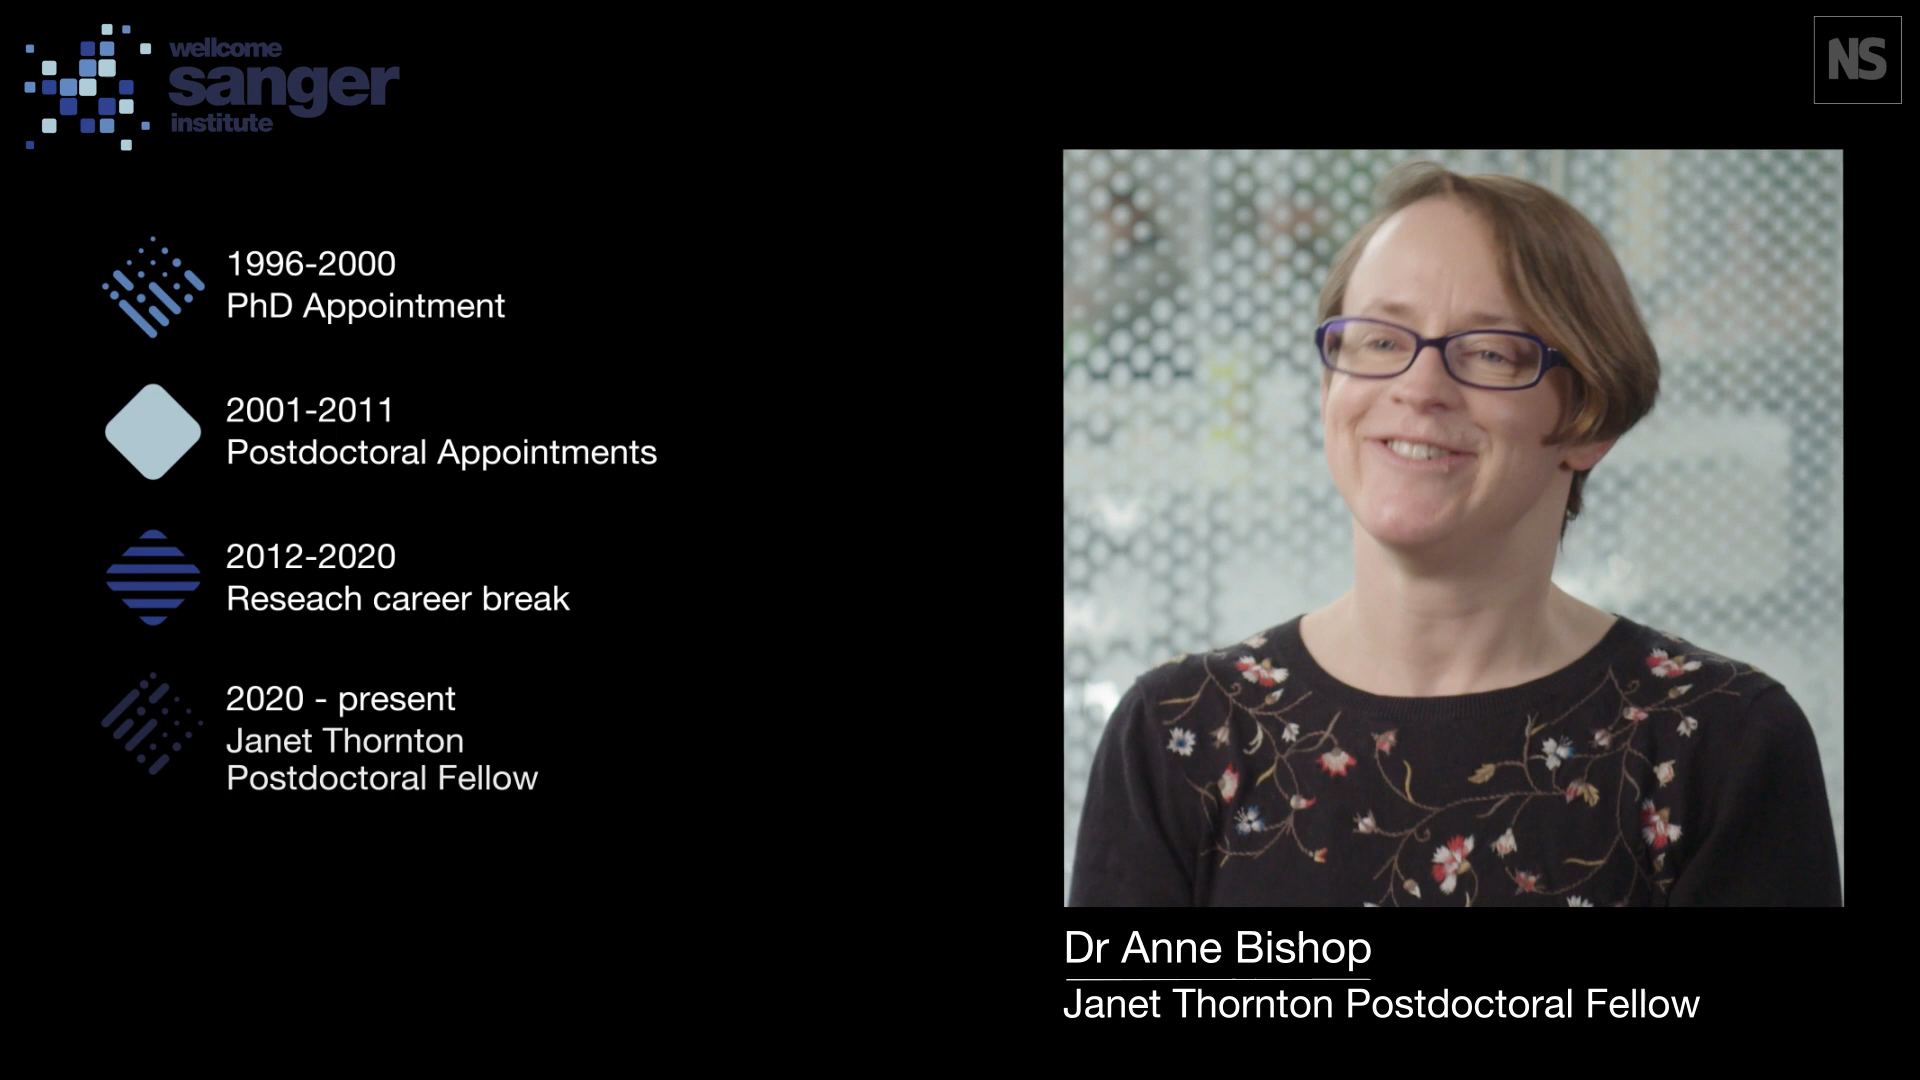 wellcome
sanger
institute
NS
1996-2000
PhD Appointment
2001-2011
Postdoctoral Appointments
2012-2020
Reseach career break
2020 - present
Janet Thornton
Postdoctoral Fellow
Dr Anne Bishop
Janet Thornton Postdoctoral Fellow